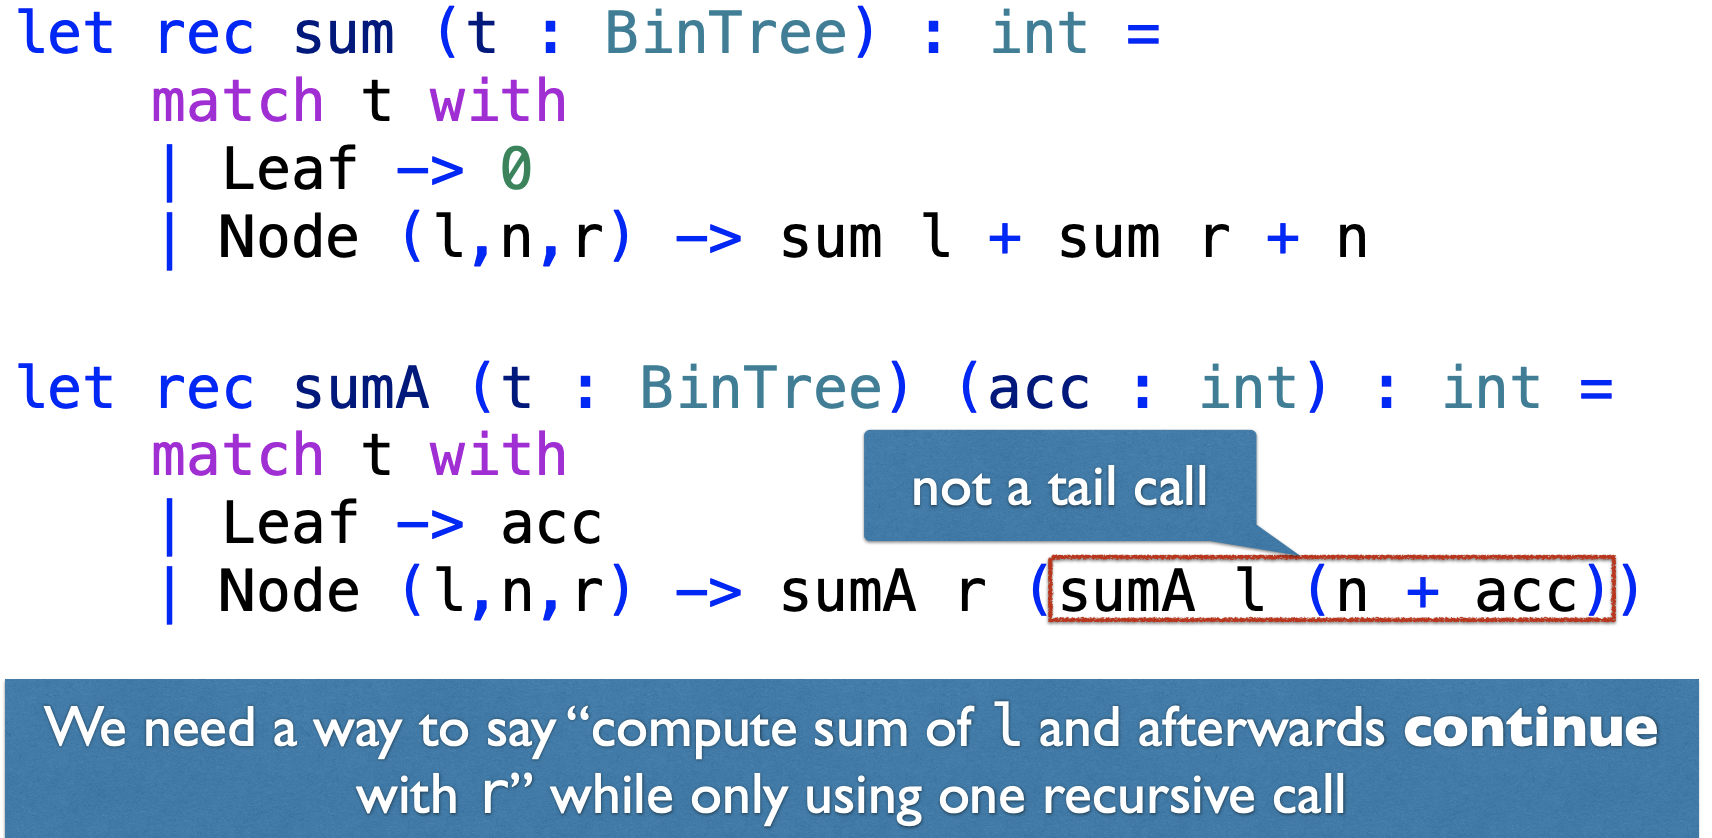 let rec sum (t : BinTree) : int =
    match t with
    | Leaf -> 0
    | Node (l,n,r) -> sum l + sum r + n
let rec sumA (t : BinTree) (acc : int) : int =
    match t with
not a tail call
    | Leaf -> acc
    | Node (l,n,r) -> sumA r (sumA l (n + acc))
We need a way to say “compute sum of l and afterwards continue
with r” while only using one recursive call